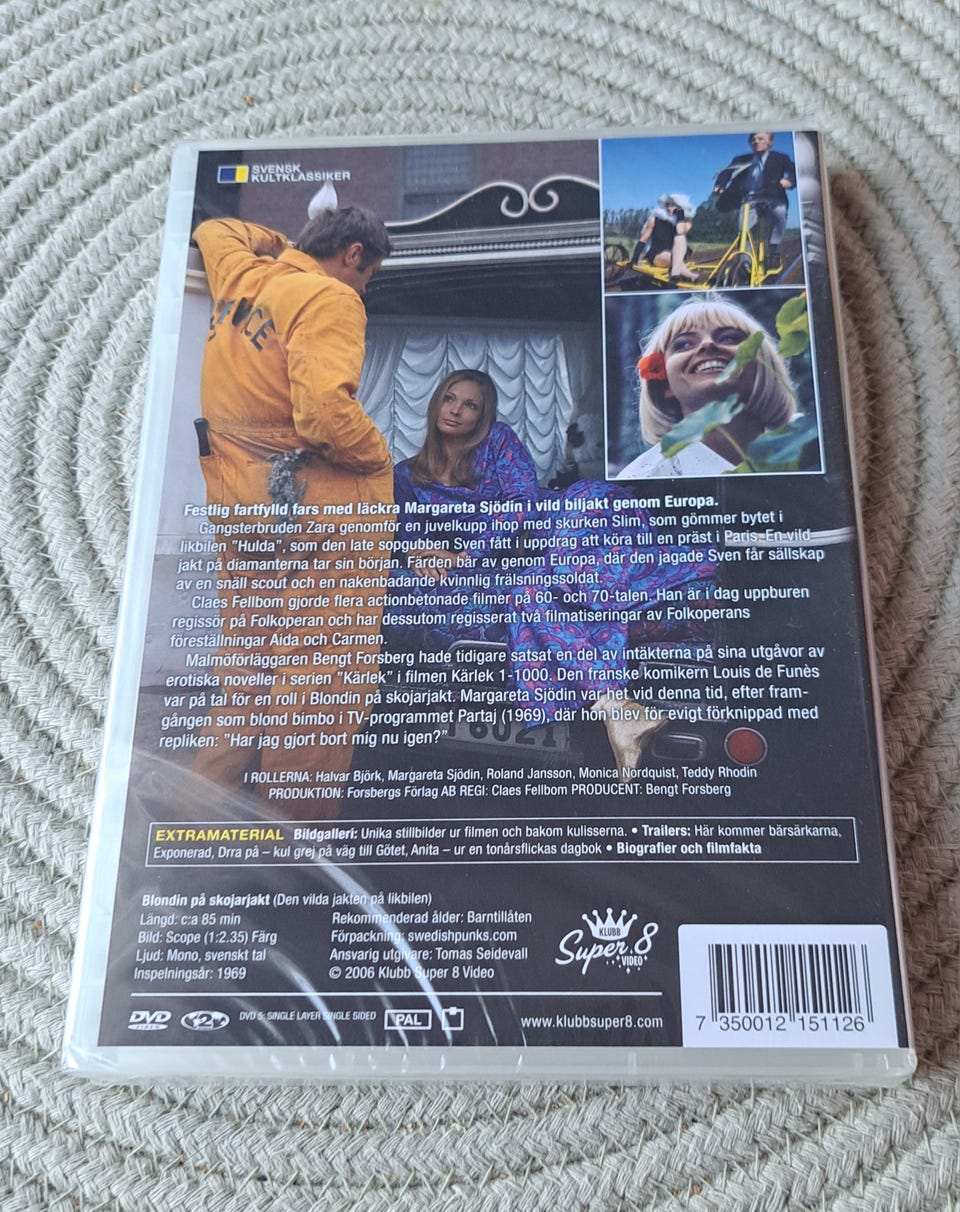 SVENSK
KULTKLASSIKER
Festlig fartfylld fars med läckra Margareta Sjödin i vild biljakt genom Europa.
Gangsterbruden Zara genomför en juvelkupp ihop med skurken Slim, som gömmer bytet i
likbilen "Hulda", som den late sopgubben Sven fått i uppdrag att köra till en präst i Paris. En vild
jakt på diamanterna tar sin början. Färden bär av genom Europa, där den jagade Sven får sällskap
av en snäll scout och en nakenbadande kvinnlig frälsningssoldat.
Claes Fellbom gjorde flera actionbetonade filmer på 60- och 70-talen. Han är i dag uppburen
regissör på Folkoperan och har dessutom regisserat två filmatiseringar av Folkoperans
föreställningar Aida och Carmen.
Malmöförläggaren Bengt Forsberg hade tidigare satsat en del av intäkterna på sina utgåvor av
erotiska noveller i serien "Kärlek" i filmen Kärlek 1-1000. Den franske komikern Louis de Funès
var på tal för en roll i Blondin på skojarjakt. Margareta Sjödin var het vid denna tid, efter fram-
gången som blond bimbo i TV-programmet Partaj (1969), där hon blev för evigt förknippad med
repliken: "Har jag gjort bort mig nu igen?"
I ROLLERNA: Halvar Björk, Margareta Sjödin, Roland Jansson, Monica Nordquist, Teddy Rhodin
PRODUKTION: Forsbergs Förlag AB REGI: Claes Fellbom PRODUCENT: Bengt Forsberg
EXTRAMATERIAL Bildgalleri: Unika stillbilder ur filmen och bakom kulisserna. • Trailers: Här kommer bärsärkarna,
Exponerad, Drra på – kul grej på väg till Götet, Anita – ur en tonårsflickas dagbok • Biografier och filmfakta
Blondin på skojarjakt (Den vilda jakten på likbilen)
Längd: c:a 85 min
Bild: Scope (1:2.35) Färg
Ljud: Mono, svenskt tal
Inspelningsår: 1969
Rekommenderad ålder: Barntillåten
Förpackning: swedishpunks.com
Ansvarig utgivare: Tomas Seidevall
© 2006 Klubb Super 8 Video
KLUBB
Super 8
VIDEO
DVD
VIDEO
2
DVD 5: SINGLE LAYER SINGLE SIDED
PAL
www.klubbsuper8.com
7 350012 151126